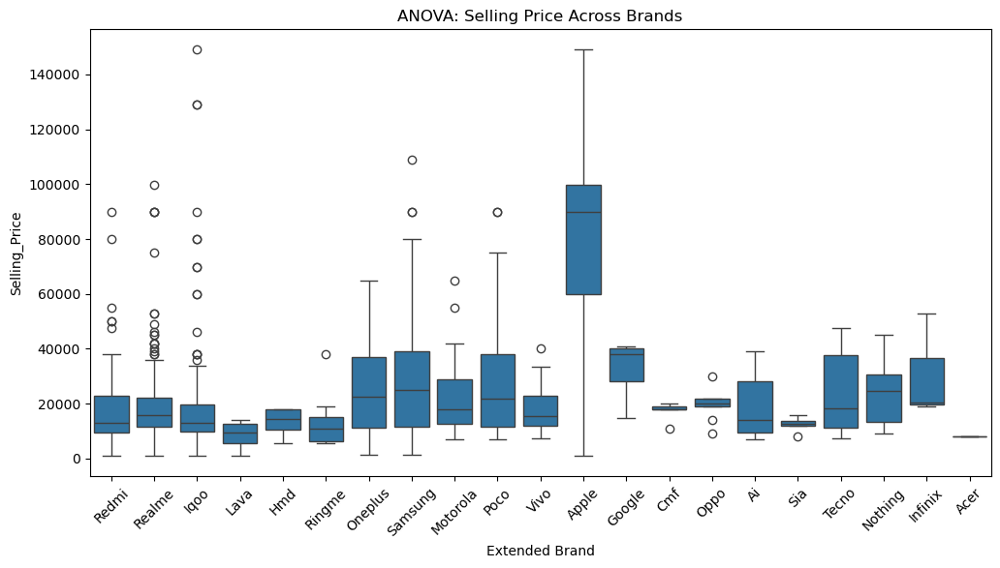 ANOVA: Selling Price Across Brands
Selling_Price
140000
120000
100000
80000
60000
40000
20000
0
Redmi
Realme
Iqoo
Lava
Hmd
Ringme
Oneplus
Samsung
Motorola
Poco
Vivo
Apple
Google
Cmf
Oppo
Ai
Sia
Tecno
Nothing
Infinix
Acer
Extended Brand